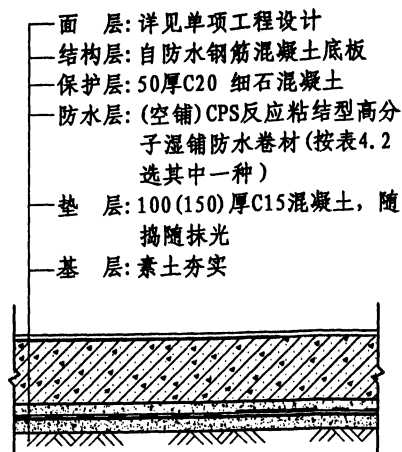 面 层:详见单项工程设计
结构层:自防水钢筋混凝土底板
保护层:50厚C20 细石混凝土
防水层:(空铺)CPS反应粘结型高分
子湿铺防水卷材(按表4.2
选其中一种)
垫 层:100(150)厚C15混凝土，随
捣随抹光
基 层:素土夯实